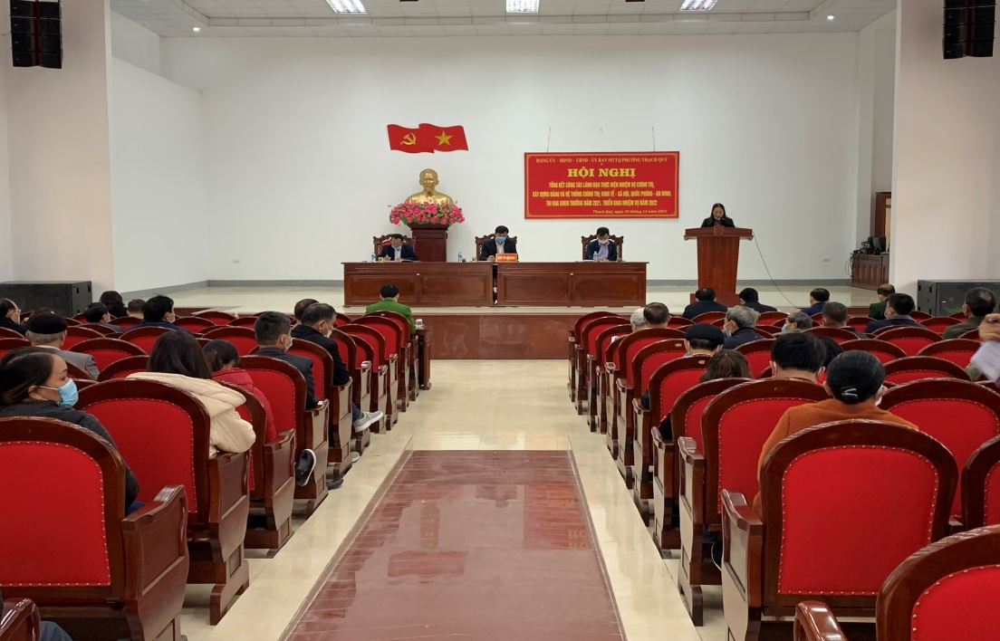 ĐẢNG ỦY - HĐND - UBND - ỦY BAN MTTQ PHƯỜNG THẠCH QUÝ
HỘI NGHỊ
TỔNG KẾT CÔNG TÁC LÃNH ĐẠO THỰC HIỆN NHIỆM VỤ CHÍNH TRỊ,
XÂY DỰNG ĐẢNG VÀ HỆ THỐNG CHÍNH TRỊ; KINH TẾ - XÃ HỘI, QUỐC PHÒNG - AN NINH;
THI ĐUA KHEN THƯỞNG NĂM 2021, TRIỂN KHAI NHIỆM VỤ NĂM 2022
Thạch Quý, ngày 30 tháng 12 năm 2021